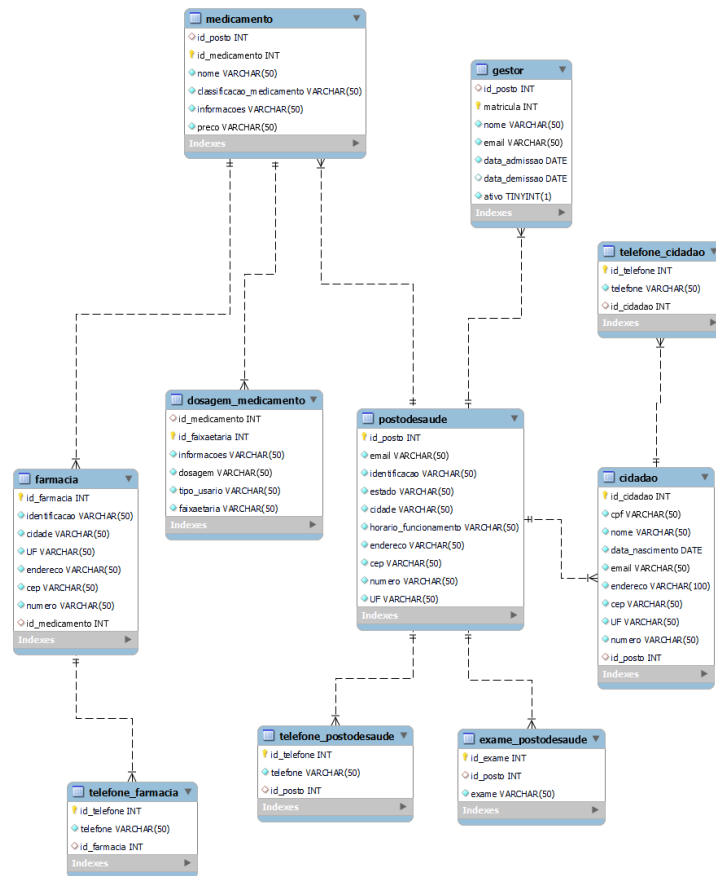 medicamento
id_posto INT
id_medicamento INT
nome VARCHAR(50)
classificacao_medicamento VARCHAR(50)
informacoes VARCHAR(50)
preco VARCHAR(50)
Indexes
gestor
id_posto INT
matricula INT
nome VARCHAR(50)
email VARCHAR(50)
data_admissao DATE
data_demissao DATE
ativo TINYINT(1)
Indexes
telefone_cidadao
id_telefone INT
telefone VARCHAR(50)
id_cidadao INT
Indexes
dosagem_medicamento
id_medicamento INT
id_faixaetaria INT
informacoes VARCHAR(50)
dosagem VARCHAR(50)
tipo_usario VARCHAR(50)
faixaetaria VARCHAR(50)
Indexes
postodesaude
id_posto INT
email VARCHAR(50)
identificacao VARCHAR(50)
estado VARCHAR(50)
cidade VARCHAR(50)
horario_funcionamento VARCHAR(50)
endereco VARCHAR(50)
cep VARCHAR(50)
numero VARCHAR(50)
UF VARCHAR(50)
Indexes
farmacia
id_farmacia INT
identificacao VARCHAR(50)
cidade VARCHAR(50)
UF VARCHAR(50)
endereco VARCHAR(50)
cep VARCHAR(50)
numero VARCHAR(50)
id_medicamento INT
Indexes
cidadao
id_cidadao INT
cpf VARCHAR(50)
nome VARCHAR(50)
data_nascimento DATE
email VARCHAR(50)
endereco VARCHAR(100)
cep VARCHAR(50)
UF VARCHAR(50)
numero VARCHAR(50)
id_posto INT
Indexes
telefone_postodesaude
id_telefone INT
telefone VARCHAR(50)
id_posto INT
Indexes
exame_postodesaude
id_exame INT
id_posto INT
exame VARCHAR(50)
Indexes
telefone_farmacia
id_telefone INT
telefone VARCHAR(50)
id_farmacia INT
Indexes